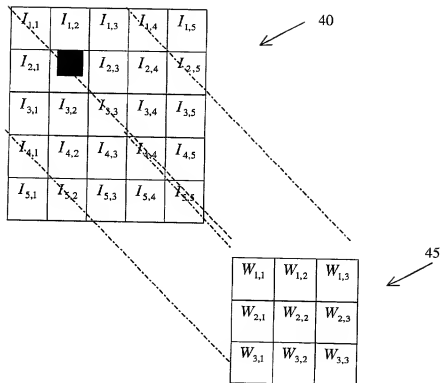 40
I1,1 I1,2 I1,3 I1,4 I1,5
I2,1 I2,3 I2,4 I2,5
I3,1 I3,2 I3,3 I3,4 I3,5
I4,1 I4,2 I4,3 I4,4 I4,5
I5,1 I5,2 I5,3 I5,4 I5,5
45
W1,1 W1,2 W1,3
W2,1 W2,2 W2,3
W3,1 W3,2 W3,3